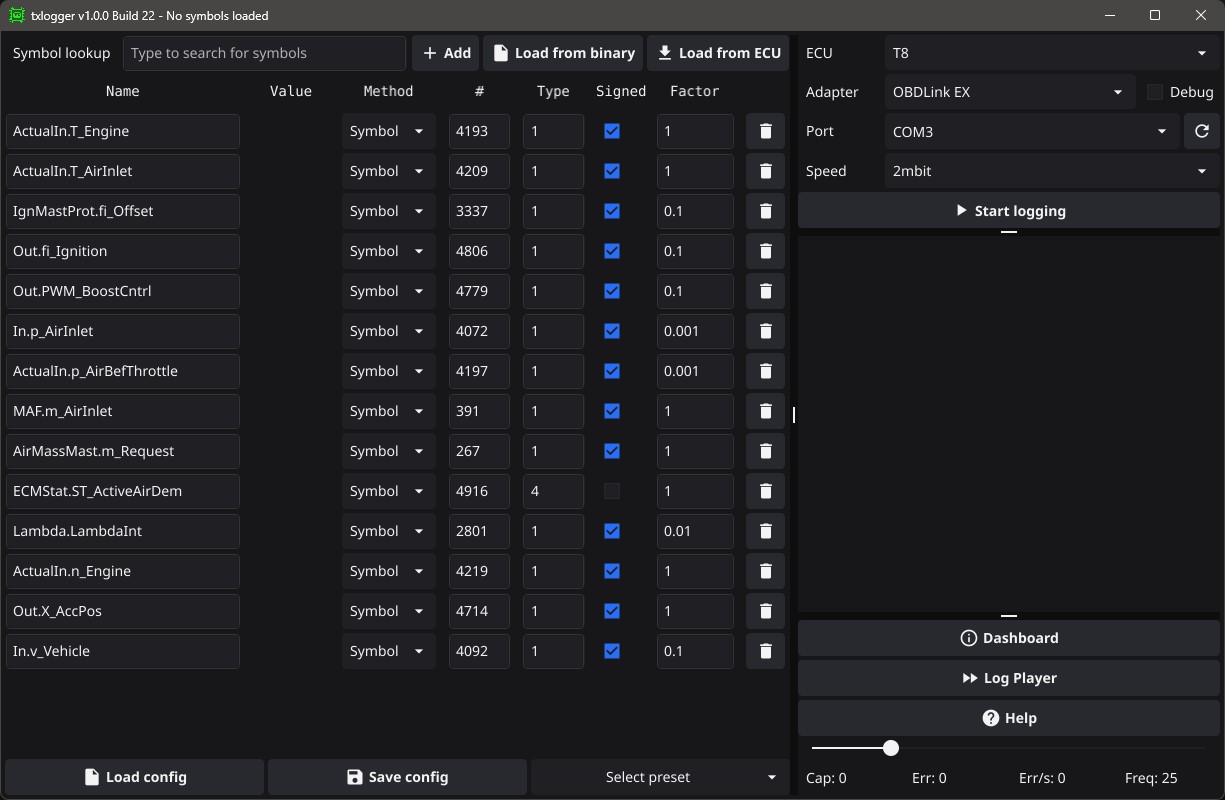 txlogger v1.0.0 Build 22 - No symbols loaded
Symbol lookup Type to search for symbols Add Load from binary Load from ECU
Name Value Method # Type Signed Factor
ActualIn.T_Engine Symbol 4193 1 1
ActualIn.T_AirInlet Symbol 4209 1 1
IgnMastProt.fi_Offset Symbol 3337 1 0.1
Out.fi_Ignition Symbol 4806 1 0.1
Out.PWM_BoostCntrl Symbol 4779 1 0.1
In.p_AirInlet Symbol 4072 1 0.001
ActualIn.p_AirBefThrottle Symbol 4197 1 0.001
MAF.m_AirInlet Symbol 391 1 1
AirMassMast.m_Request Symbol 267 1 1
ECMStat.ST_ActiveAirDem Symbol 4916 4 1
Lambda.LambdaInt Symbol 2801 1 0.01
ActualIn.n_Engine Symbol 4219 1 1
Out.X_AccPos Symbol 4714 1 1
In.v_Vehicle Symbol 4092 1 0.1
Load config Save config Select preset
ECU T8
Adapter OBDLink EX Debug
Port COM3
Speed 2mbit
Start logging
Dashboard
Log Player
Help
Cap: 0 Err: 0 Err/s: 0 Freq: 25